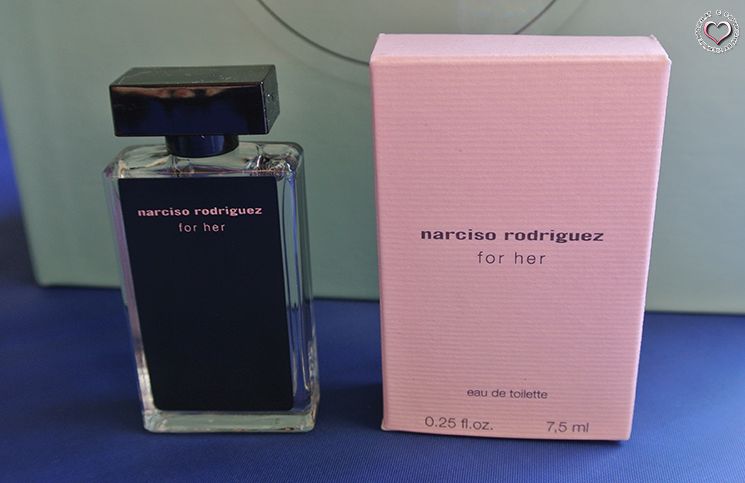 narciso rodriguez
for her
narciso rodriguez
for her
eau de toilette
0.25 fl.oz. 7,5 ml